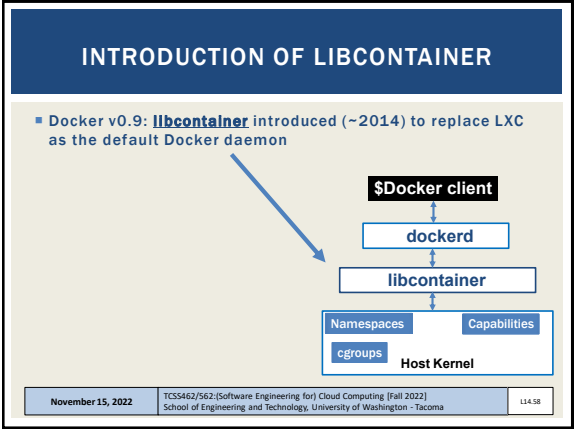 INTRODUCTION OF LIBCONTAINER
▪ Docker v0.9: libcontainer introduced (~2014) to replace LXC
as the default Docker daemon
$Docker client
dockerd
libcontainer
Namespaces
Capabilities
cgroups
Host Kernel
November 15, 2022
TCSS462/562:(Software Engineering for) Cloud Computing [Fall 2022]
School of Engineering and Technology, University of Washington - Tacoma
L14.58